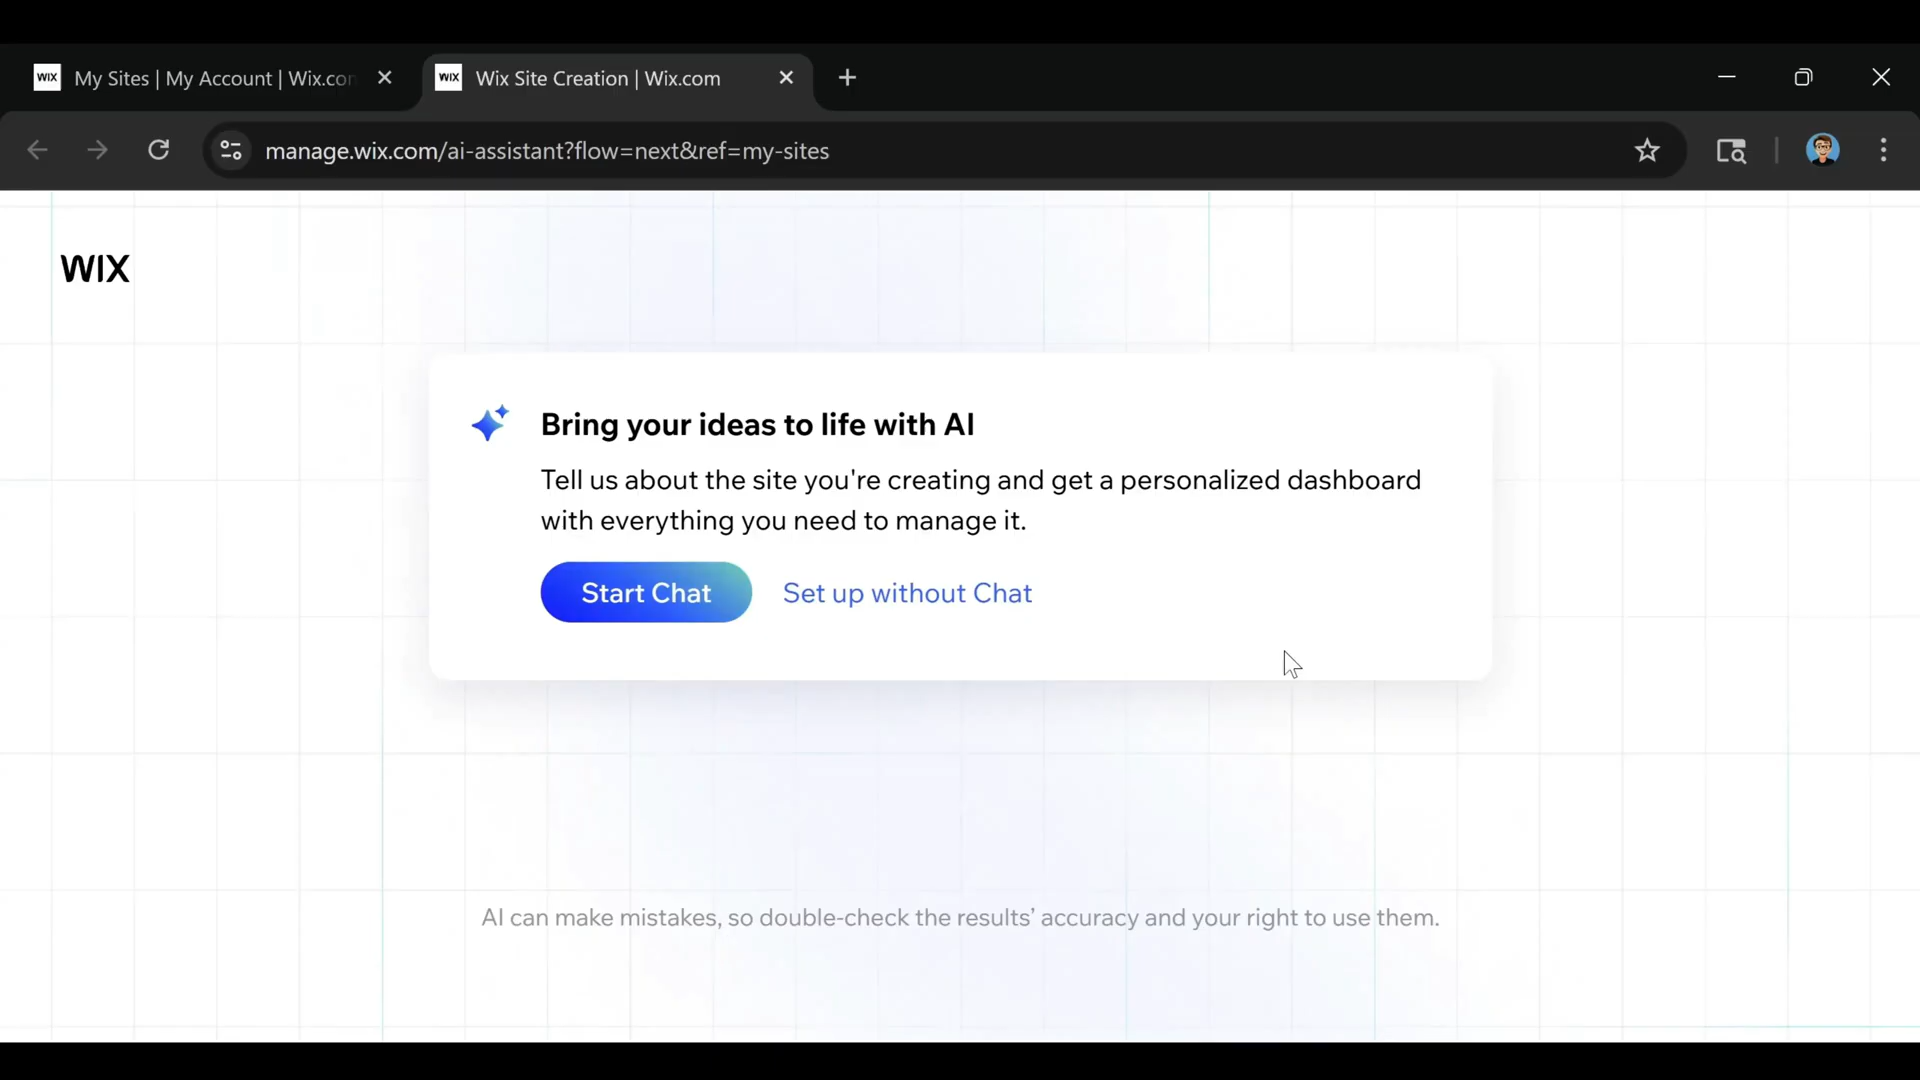 WIX My Sites | My Account | Wix.com
WIX Wix Site Creation | Wix.com
manage.wix.com/ai-assistant?flow=next&ref=my-sites
WIX
Bring your ideas to life with AI
Tell us about the site you're creating and get a personalized dashboard
with everything you need to manage it.
Start Chat
Set up without Chat
AI can make mistakes, so double-check the results’ accuracy and your right to use them.